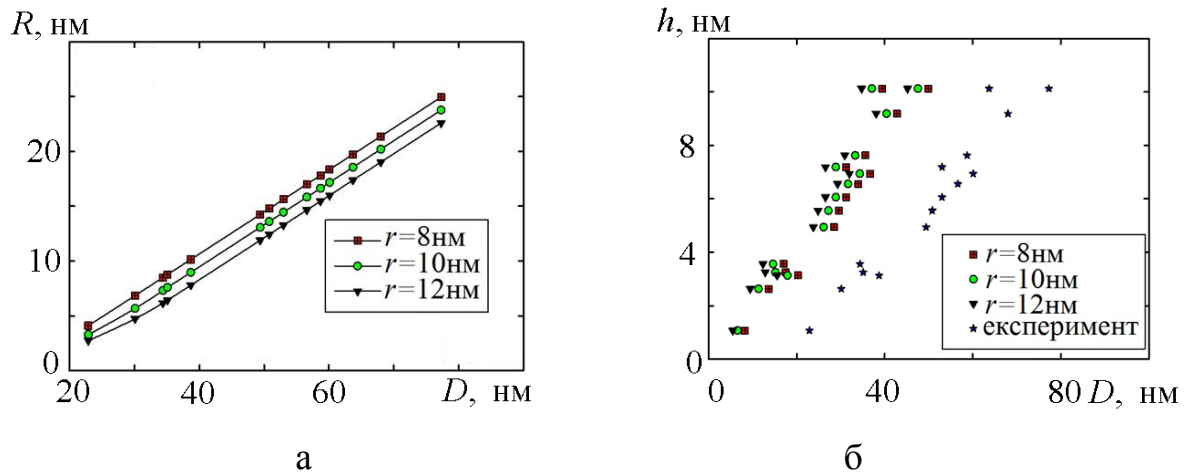 R, нм
20
10
0
20
40
60
D, нм
r=8нм
r=10нм
r=12нм
а
h, нм
8
4
0
0
40
80
D, нм
r=8нм
r=10нм
r=12нм
експеримент
б